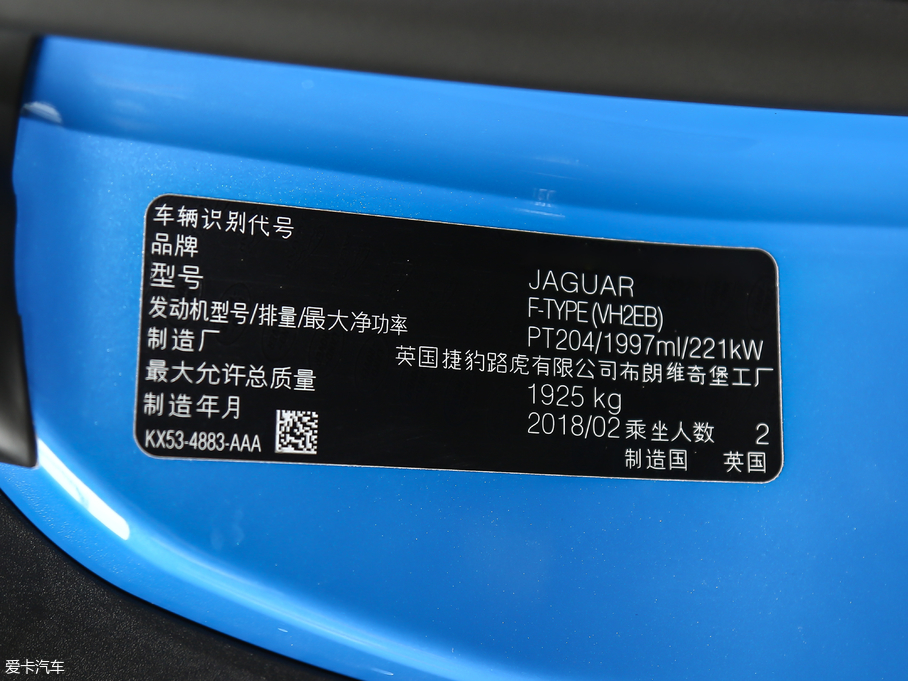 车辆识别代号
品牌 JAGUAR
型号 F-TYPE (VH2EB)
发动机型号/排量/最大净功率 PT204/1997ml/221kW
制造厂 英国捷豹路虎有限公司布朗维奇堡工厂
最大允许总质量 1925 kg
制造年月 2018/02 乘坐人数 2
KX53-4883-AAA 制造国 英国
爱卡汽车